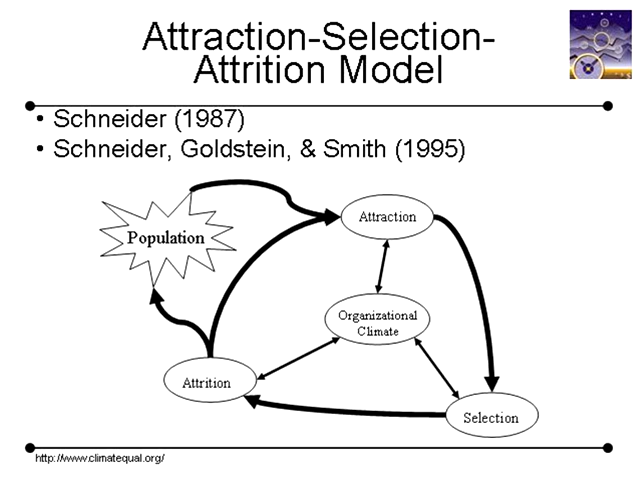 Attraction-Selection-
Attrition Model
• Schneider (1987)
• Schneider, Goldstein, & Smith (1995)
Population
Attraction
Organizational
Climate
Attrition
Selection
http://www.climatequal.org/